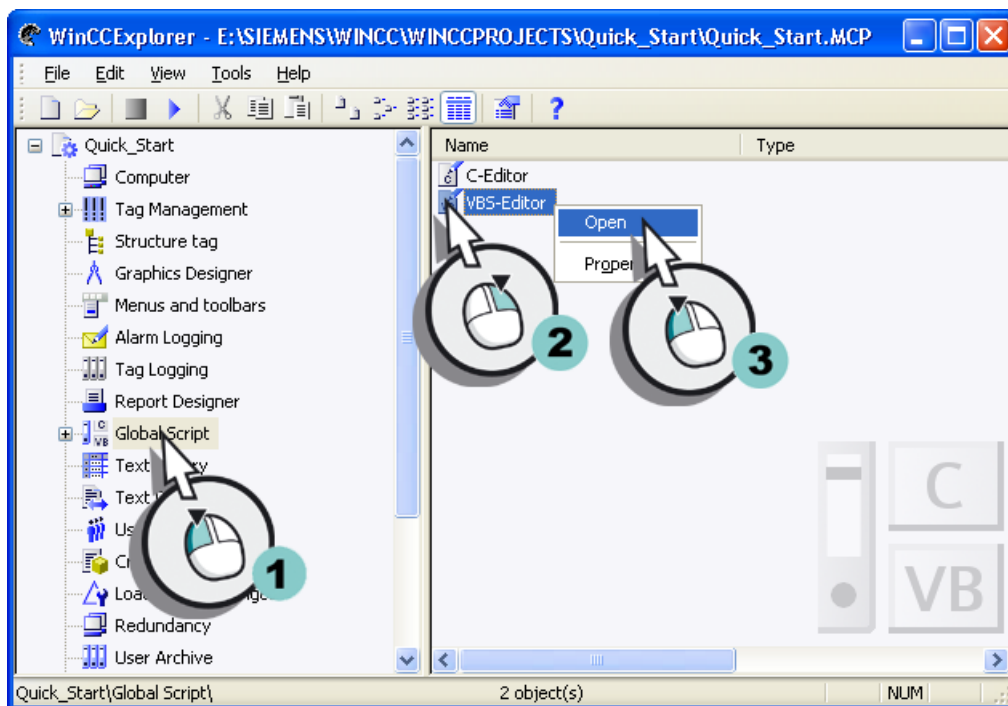 WinCCExplorer - E:\SIEMENS\WINCC\WINCCPROJECTS\Quick_Start\Quick_Start.MCP
File Edit View Tools Help
Quick_Start
Computer
Tag Management
Structure tag
Graphics Designer
Menus and toolbars
Alarm Logging
Tag Logging
Report Designer
Global Script
Text
Text
Redundancy
User Archive
Name Type
C-Editor
VBS-Editor
Open
1
2
3
C
VB
Quick_Start\Global Script\ 2 object(s) NUM